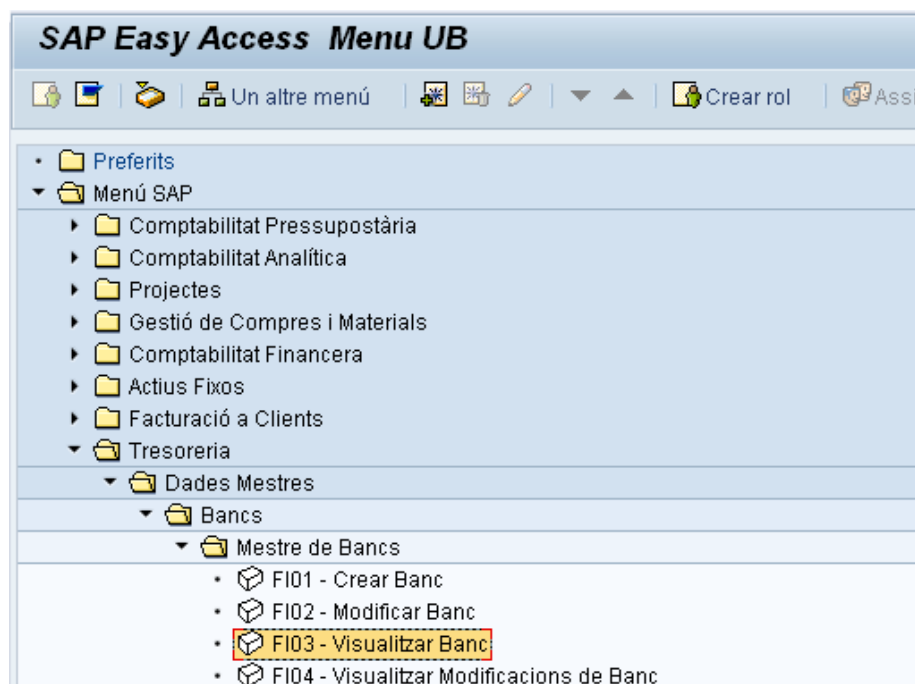 SAP Easy Access Menu UB
Un altre menú Crear rol Assi
Preferits
Menú SAP
Comptabilitat Pressupostària
Comptabilitat Analítica
Projectes
Gestió de Compres i Materials
Comptabilitat Financera
Actius Fixos
Facturació a Clients
Tresoreria
Dades Mestres
Bancs
Mestre de Bancs
FI01 - Crear Banc
FI02 - Modificar Banc
FI03 - Visualitzar Banc
FI04 - Visualitzar Modificacions de Banc